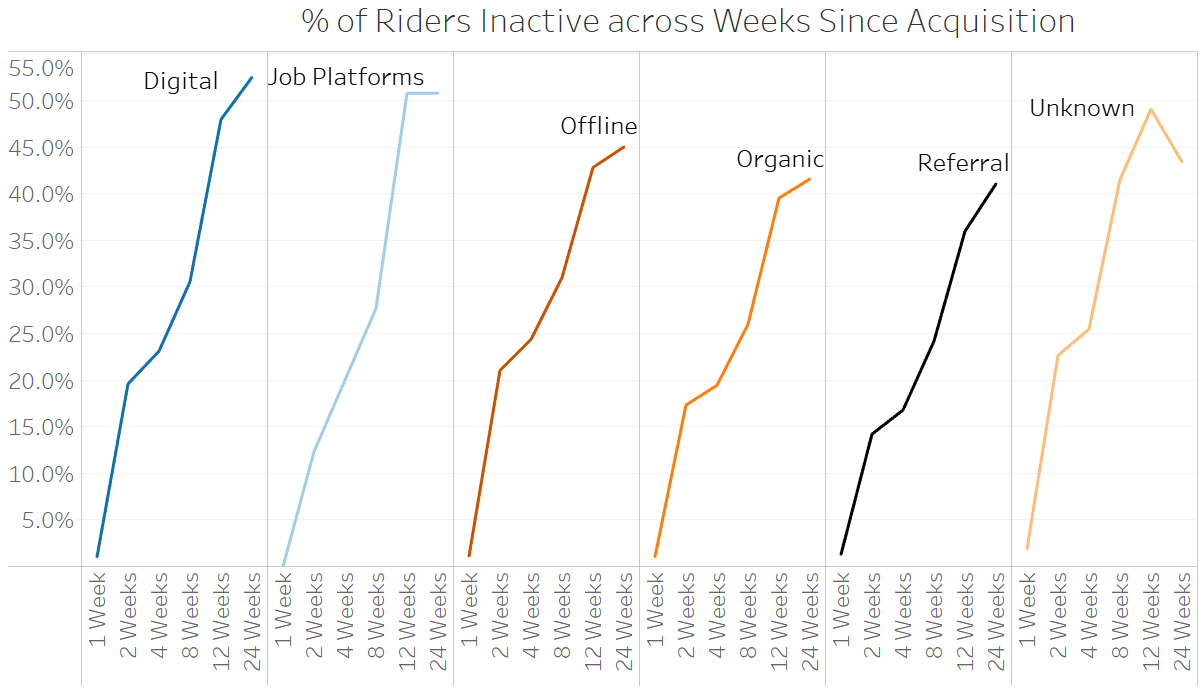 % of Riders Inactive across Weeks Since Acquisition
55.0%
50.0%
45.0%
40.0%
35.0%
30.0%
25.0%
20.0%
15.0%
10.0%
5.0%
Digital
Job Platforms
Offline
Organic
Referral
Unknown
1 Week
2 Weeks
4 Weeks
8 Weeks
12 Weeks
24 Weeks
1 Week
2 Weeks
4 Weeks
8 Weeks
12 Weeks
24 Weeks
1 Week
2 Weeks
4 Weeks
8 Weeks
12 Weeks
24 Weeks
1 Week
2 Weeks
4 Weeks
8 Weeks
12 Weeks
24 Weeks
1 Week
2 Weeks
4 Weeks
8 Weeks
12 Weeks
24 Weeks
1 Week
2 Weeks
4 Weeks
8 Weeks
12 Weeks
24 Weeks